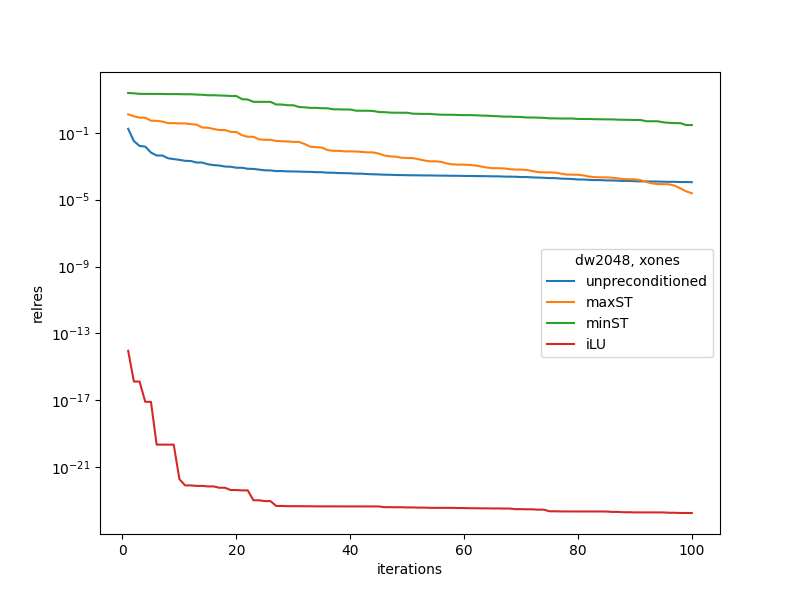 10⁻¹
10⁻⁵
10⁻⁹
10⁻¹³
10⁻¹⁷
10⁻²¹
relres
dw2048, xones
unpreconditioned
maxST
minST
iLU
0 20 40 60 80 100
iterations